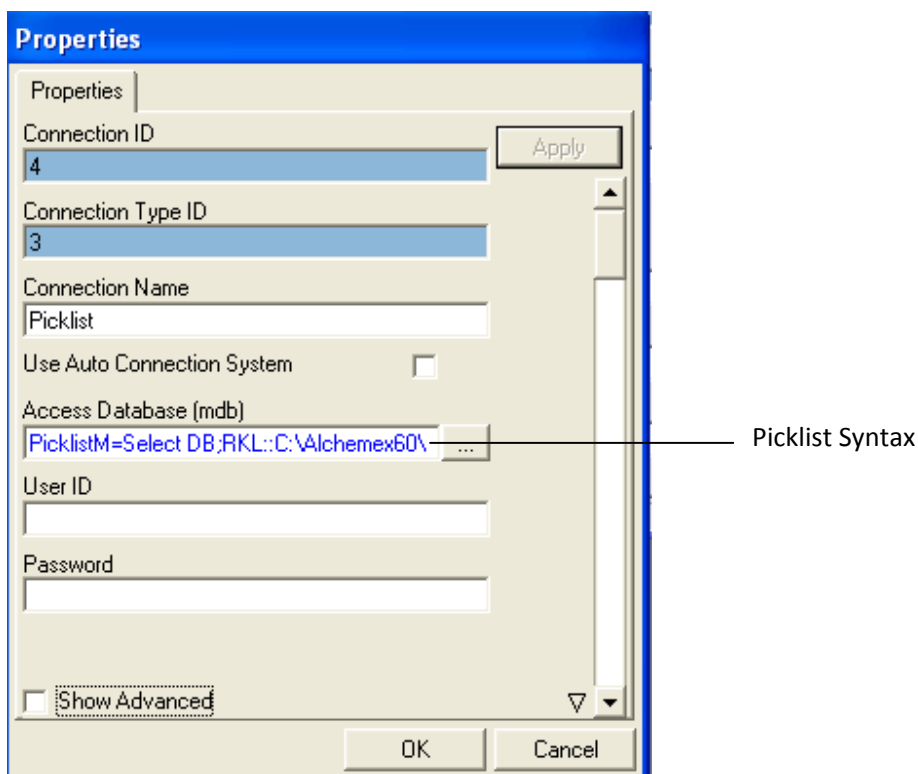 Properties
Properties
Connection ID
Apply
4
Connection Type ID
3
Connection Name
Picklist
Use Auto Connection System
Access Database (mdb)
PicklistM=Select DB;RKL::C:\Alchemex60\ ...
Picklist Syntax
User ID
Password
Show Advanced
OK Cancel